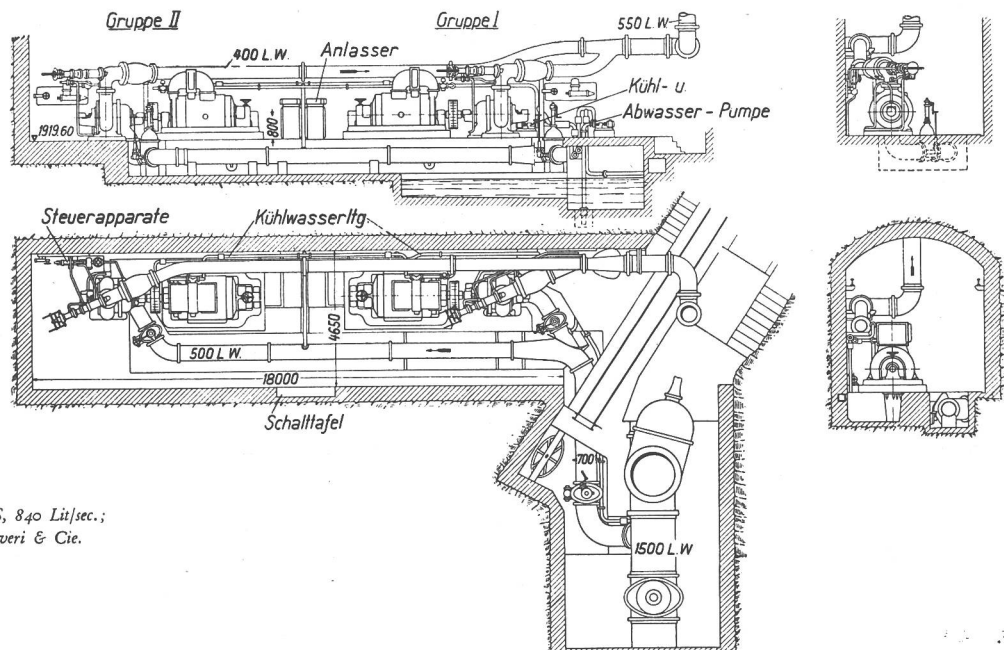 Gruppe II
Gruppe I
550 L.W.
400 L.W.
Anlasser
Kühl- u.
Abwasser-Pumpe
800
1919.60
Steuerapparate
Kühlwasserltg.
500 L.W.
4650
18000
Schalttafel
700
1500 L.W
840 Lit/sec.;
& Cie.